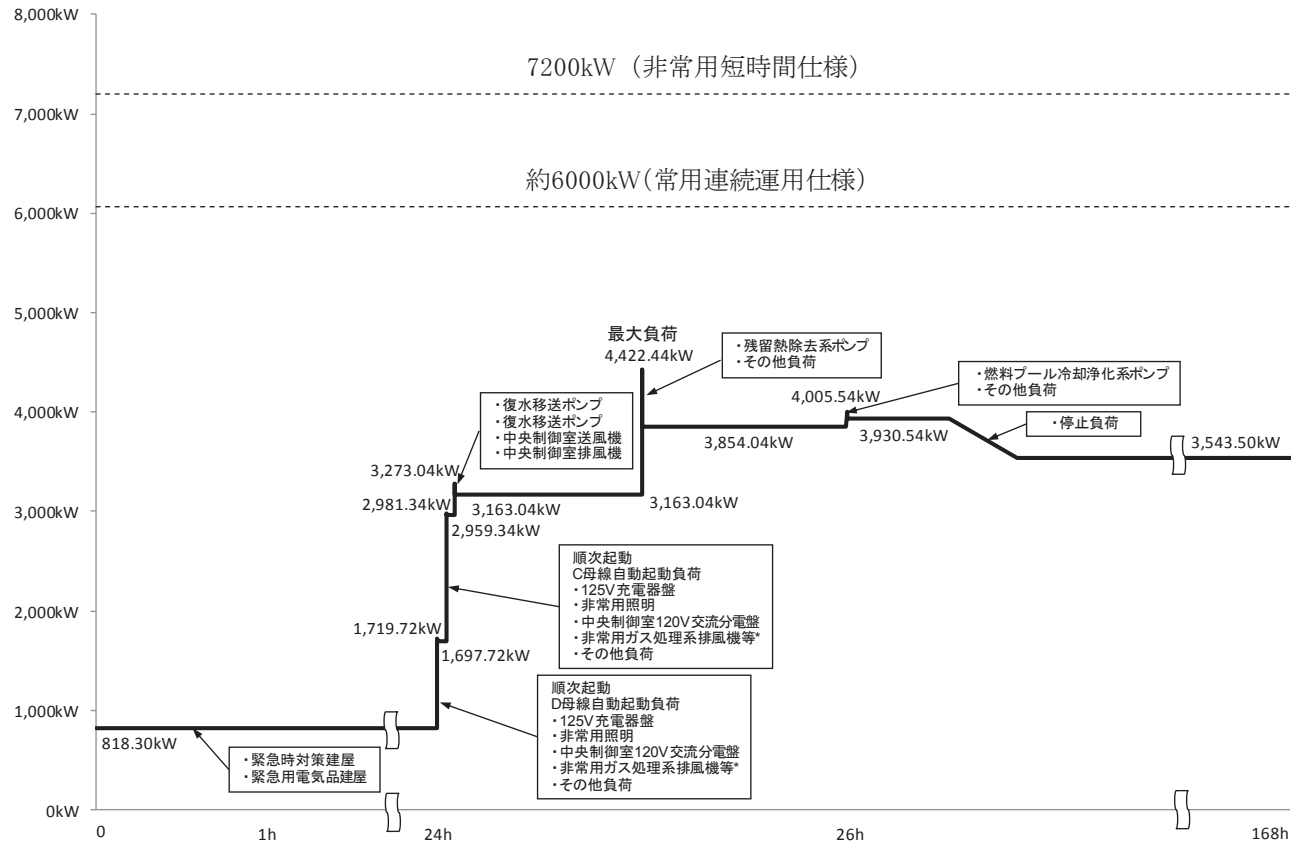 8,000kW
7200kW（非常用短時間仕様）
7,000kW
約6000kW(常用連続運用仕様)
6,000kW
5,000kW
最大負荷
4,422.44kW
・残留熱除去系ポンプ
・その他負荷
・燃料プール冷却浄化系ポンプ
・その他負荷
4,005.54kW
4,000kW
・復水移送ポンプ
・復水移送ポンプ
・中央制御室送風機
・中央制御室排風機
3,854.04kW
3,930.54kW
・停止負荷
3,543.50kW
3,273.04kW
2,981.34kW
3,163.04kW
3,163.04kW
3,000kW
2,959.34kW
順次起動
C母線自動起動負荷
・125V充電器盤
・非常用照明
・中央制御室120V交流分電盤
・非常用ガス処理系排風機等*
・その他負荷
2,000kW
1,719.72kW
1,697.72kW
順次起動
D母線自動起動負荷
・125V充電器盤
・非常用照明
・中央制御室120V交流分電盤
・非常用ガス処理系排風機等*
・その他負荷
1,000kW
818.30kW
・緊急時対策建屋
・緊急用電気品建屋
0kW
0
1h
24h
26h
168h